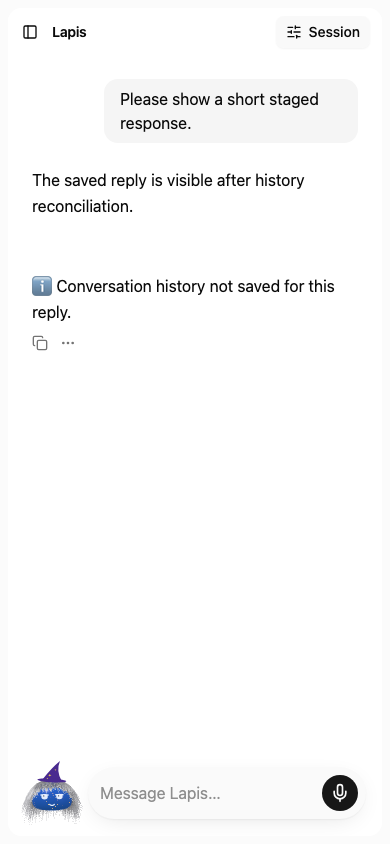 Lapis
Session
Please show a short staged
response.
The saved reply is visible after history
reconciliation.
ℹ️ Conversation history not saved for this
reply.
Message Lapis...